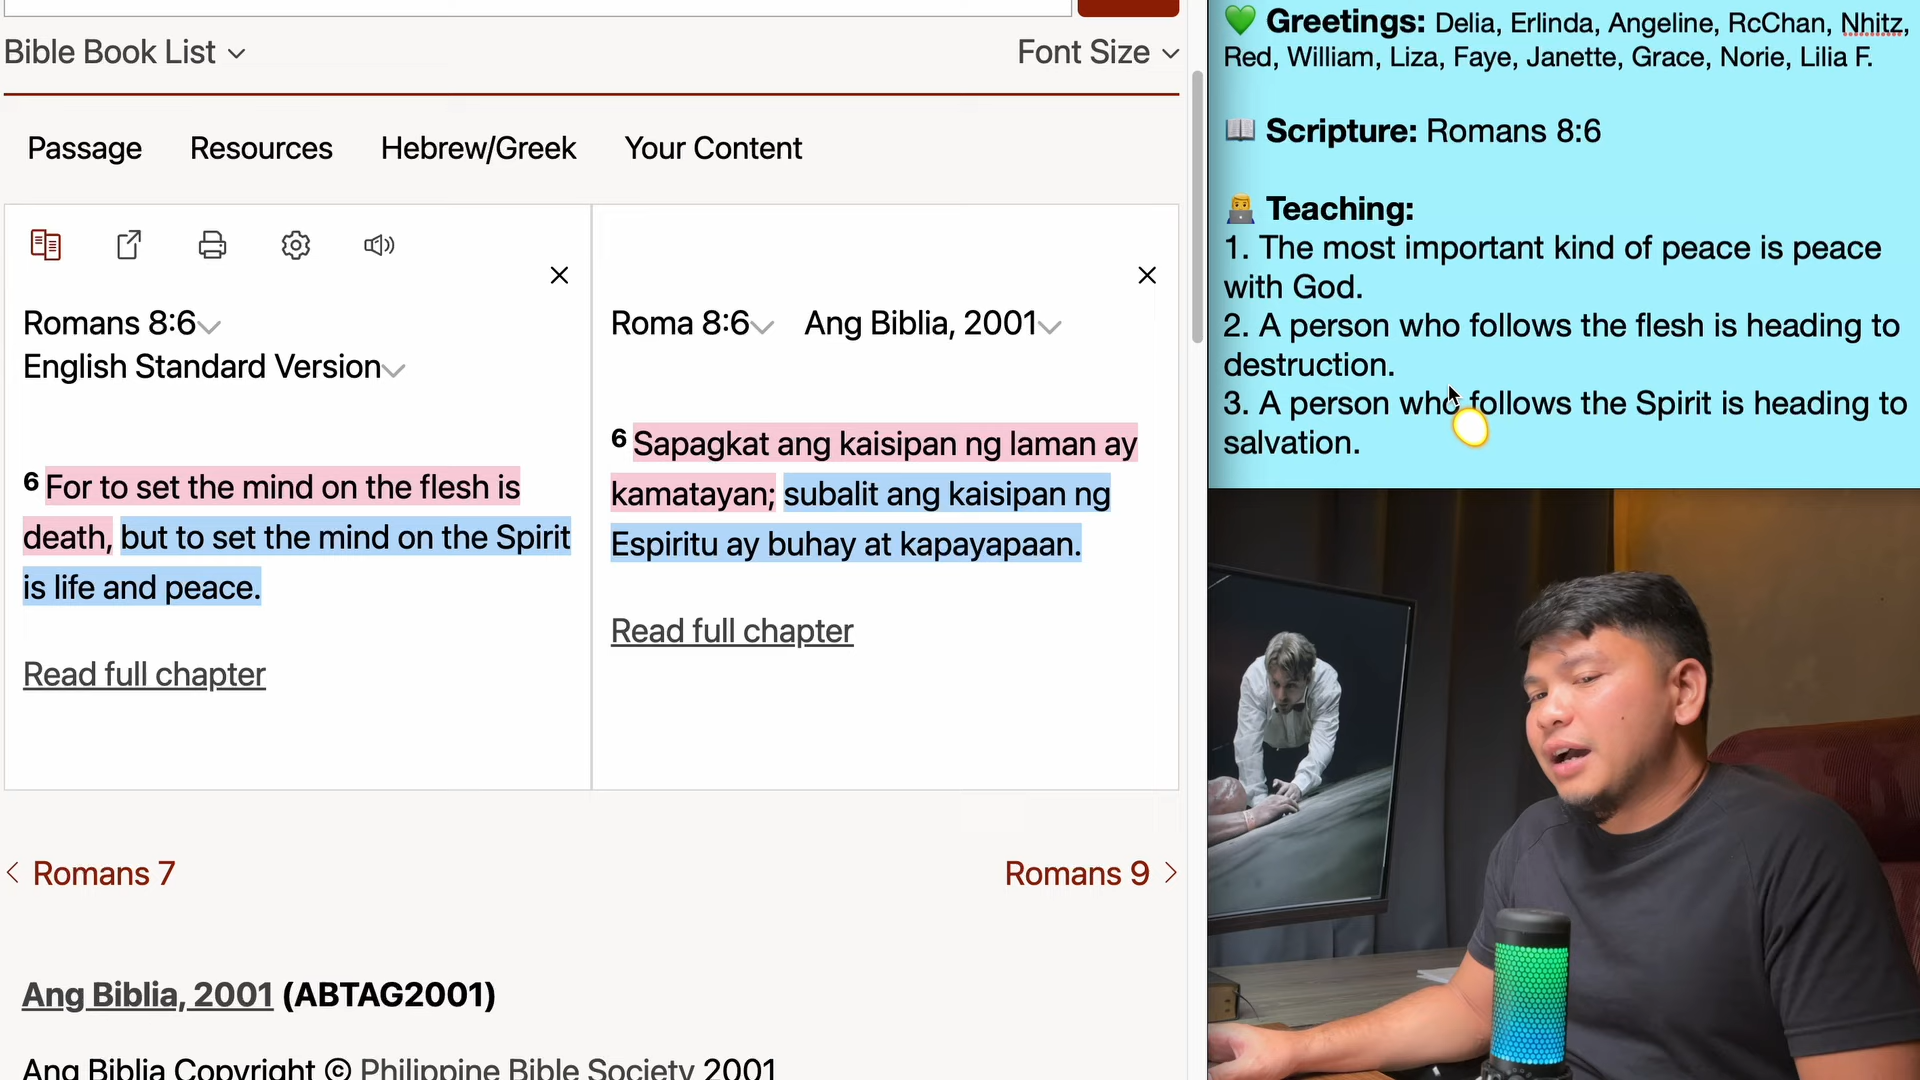 Bible Book List
Font Size
Passage
Resources
Hebrew/Greek
Your Content
Romans 8:6
English Standard Version
6 For to set the mind on the flesh is
death, but to set the mind on the Spirit
is life and peace.
Read full chapter
Roma 8:6
Ang Biblia, 2001
6 Sapagkat ang kaisipan ng laman ay
kamatayan; subalit ang kaisipan ng
Espiritu ay buhay at kapayapaan.
Read full chapter
Romans 7
Romans 9
Ang Biblia, 2001 (ABTAG2001)
Ang Biblia Copyright © Philippine Bible Society 2001
💚 Greetings: Delia, Erlinda, Angeline, RcChan, Nhitz,
Red, William, Liza, Faye, Janette, Grace, Norie, Lilia F.
📖 Scripture: Romans 8:6
👨‍💻 Teaching:
1. The most important kind of peace is peace
with God.
2. A person who follows the flesh is heading to
destruction.
3. A person who follows the Spirit is heading to
salvation.